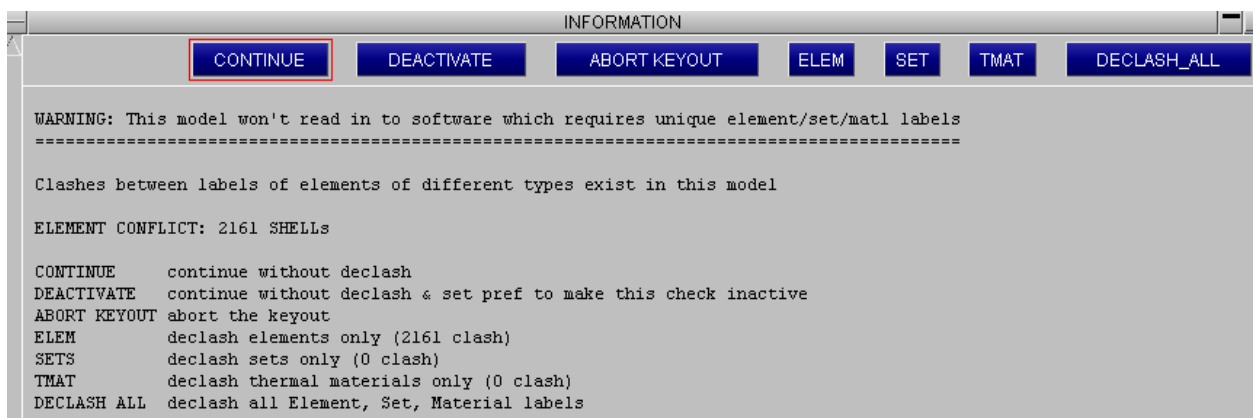 INFORMATION
CONTINUE DEACTIVATE ABORT KEYOUT ELEM SET TMAT DECLASH_ALL
WARNING: This model won't read in to software which requires unique element/set/matl labels
===========================================================================================
Clashes between labels of elements of different types exist in this model
ELEMENT CONFLICT: 2161 SHELLs
CONTINUE continue without declash
DEACTIVATE continue without declash & set pref to make this check inactive
ABORT KEYOUT abort the keyout
ELEM declash elements only (2161 clash)
SETS declash sets only (0 clash)
TMAT declash thermal materials only (0 clash)
DECLASH ALL declash all Element, Set, Material labels